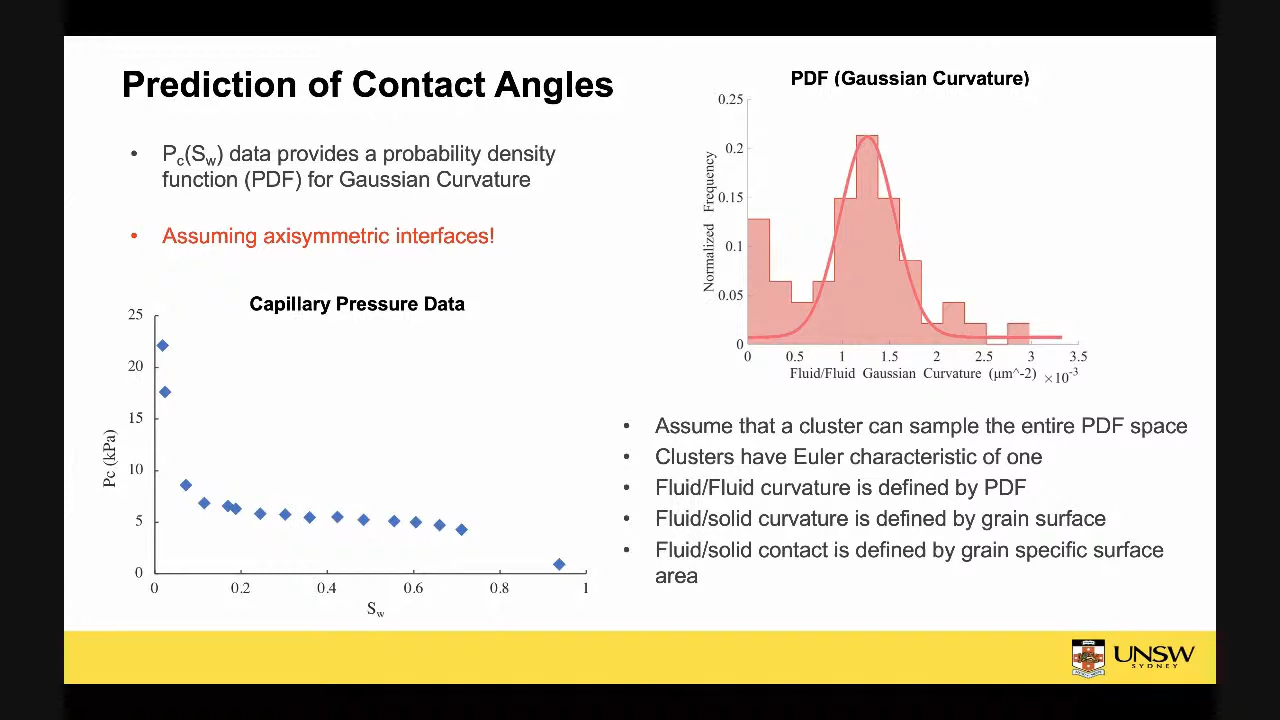 Prediction of Contact Angles
• Pc(Sw) data provides a probability density
function (PDF) for Gaussian Curvature
• Assuming axisymmetric interfaces!
Capillary Pressure Data
25
20
15
10
5
0
Pc (kPa)
0
0.2
0.4
0.6
0.8
1
Sw
PDF (Gaussian Curvature)
0.25
0.2
0.15
0.1
0.05
0
Normalized Frequency
0
0.5
1
1.5
2
2.5
3
3.5
Fluid/Fluid Gaussian Curvature (μm^-2)
×10⁻³
• Assume that a cluster can sample the entire PDF space
• Clusters have Euler characteristic of one
• Fluid/Fluid curvature is defined by PDF
• Fluid/solid curvature is defined by grain surface
• Fluid/solid contact is defined by grain specific surface
area
UNSW
SYDNEY